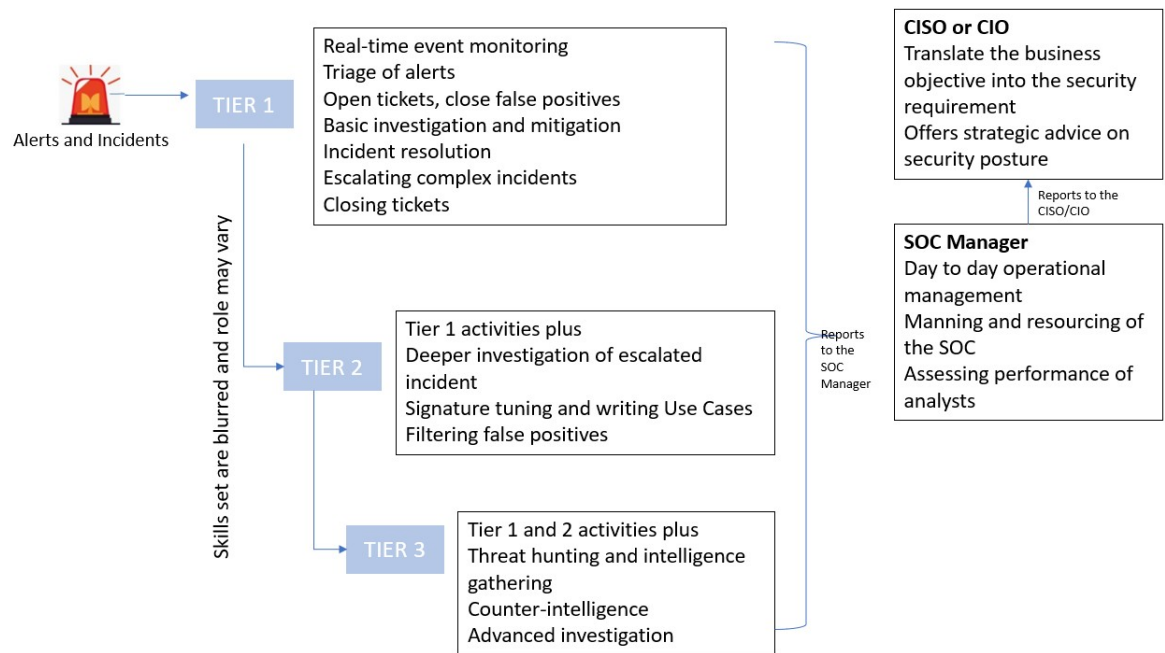 Alerts and Incidents
TIER 1
Real-time event monitoring
Triage of alerts
Open tickets, close false positives
Basic investigation and mitigation
Incident resolution
Escalating complex incidents
Closing tickets
Skills set are blurred and role may vary
TIER 2
Tier 1 activities plus
Deeper investigation of escalated
incident
Signature tuning and writing Use Cases
Filtering false positives
TIER 3
Tier 1 and 2 activities plus
Threat hunting and intelligence
gathering
Counter-intelligence
Advanced investigation
Reports
to the
SOC
Manager
CISO or CIO
Translate the business
objective into the security
requirement
Offers strategic advice on
security posture
Reports to the
CISO/CIO
SOC Manager
Day to day operational
management
Manning and resourcing of
the SOC
Assessing performance of
analysts